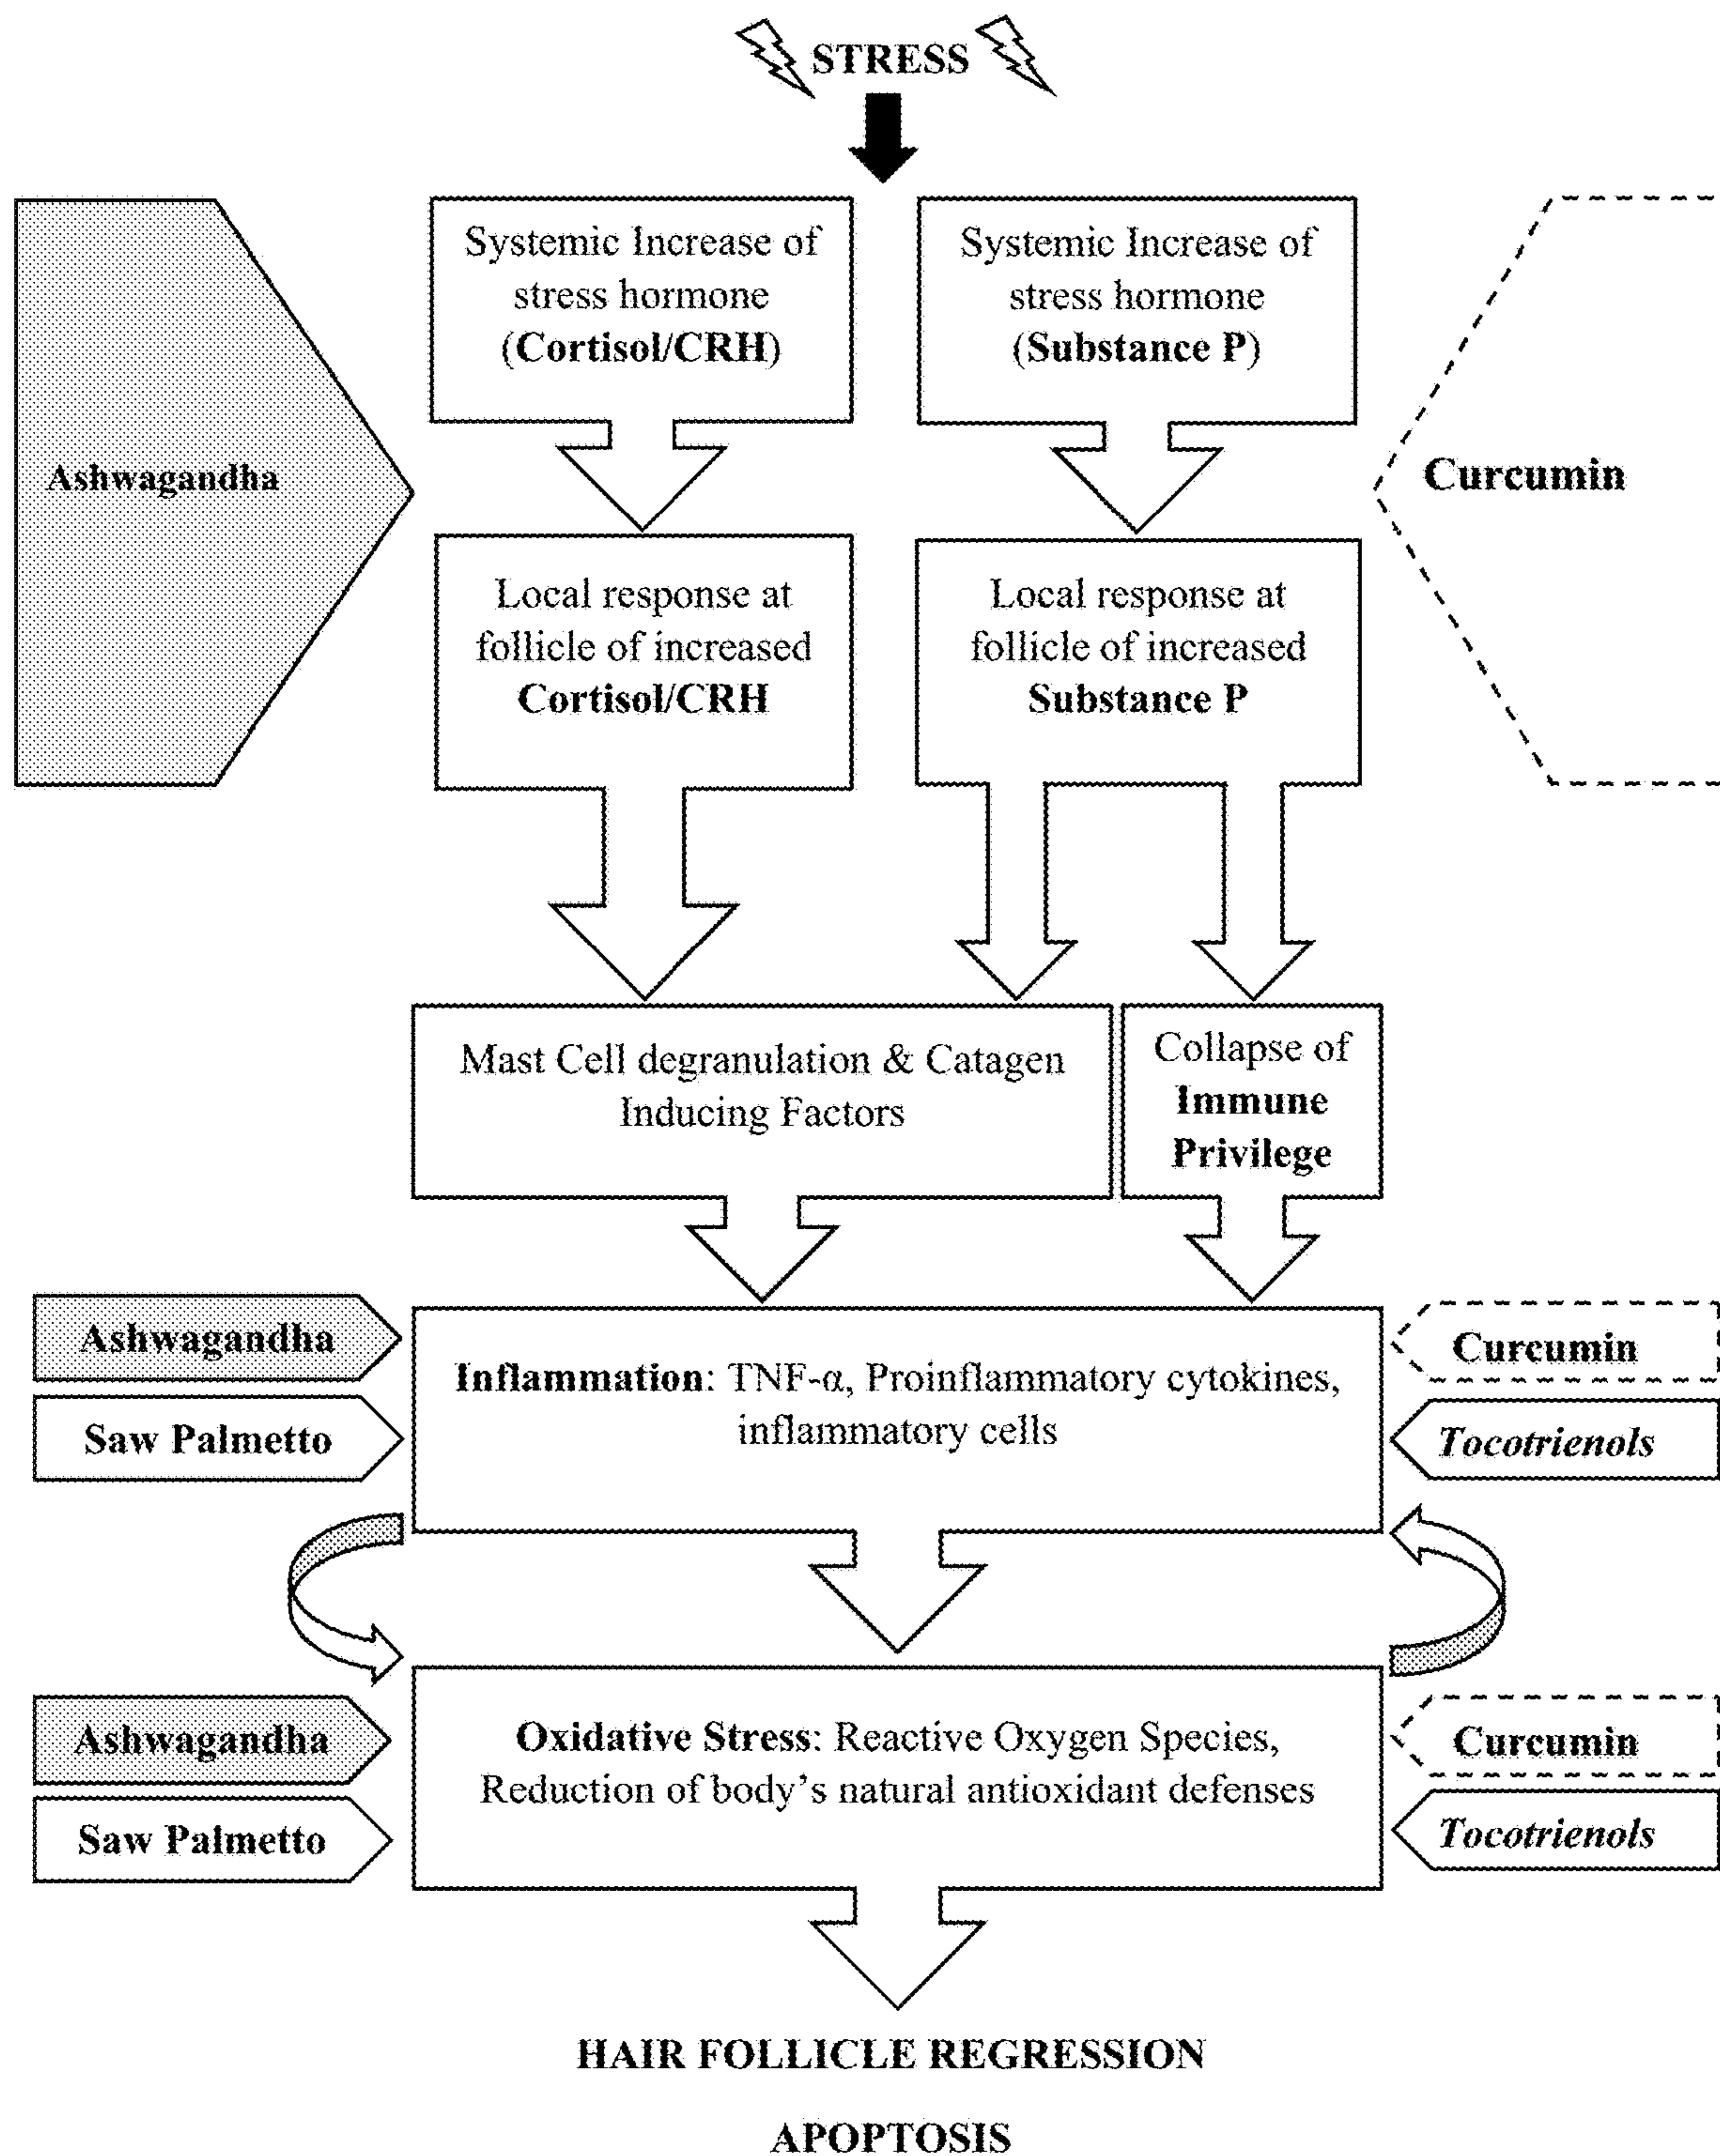 STRESS
Systemic Increase of
stress hormone
(Cortisol/CRH)
Systemic Increase of
stress hormone
(Substance P)
Ashwagandha
Curcumin
Local response at
follicle of increased
Cortisol/CRH
Local response at
follicle of increased
Substance P
Mast Cell degranulation & Catagen
Inducing Factors
Collapse of
Immune
Privilege
Ashwagandha
Saw Palmetto
Inflammation: TNF-α, Proinflammatory cytokines,
inflammatory cells
Curcumin
Tocotrienols
Ashwagandha
Saw Palmetto
Oxidative Stress: Reactive Oxygen Species,
Reduction of body's natural antioxidant defenses
Curcumin
Tocotrienols
HAIR FOLLICLE REGRESSION
APOPTOSIS